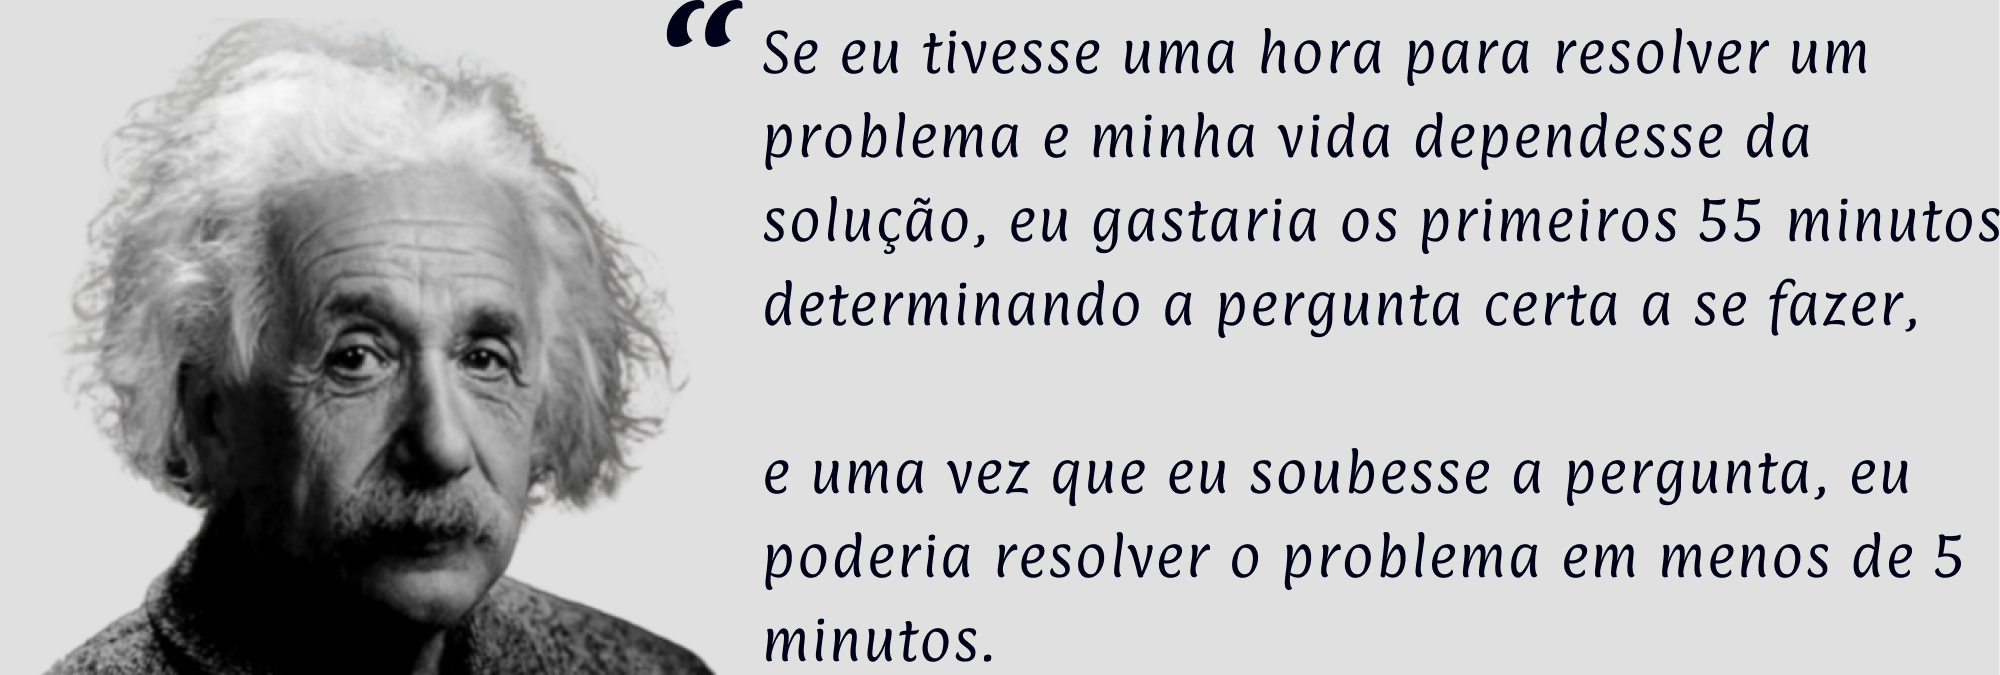 “ Se eu tivesse uma hora para resolver um
problema e minha vida dependesse da
solução, eu gastaria os primeiros 55 minutos
determinando a pergunta certa a se fazer,
e uma vez que eu soubesse a pergunta, eu
poderia resolver o problema em menos de 5
minutos.